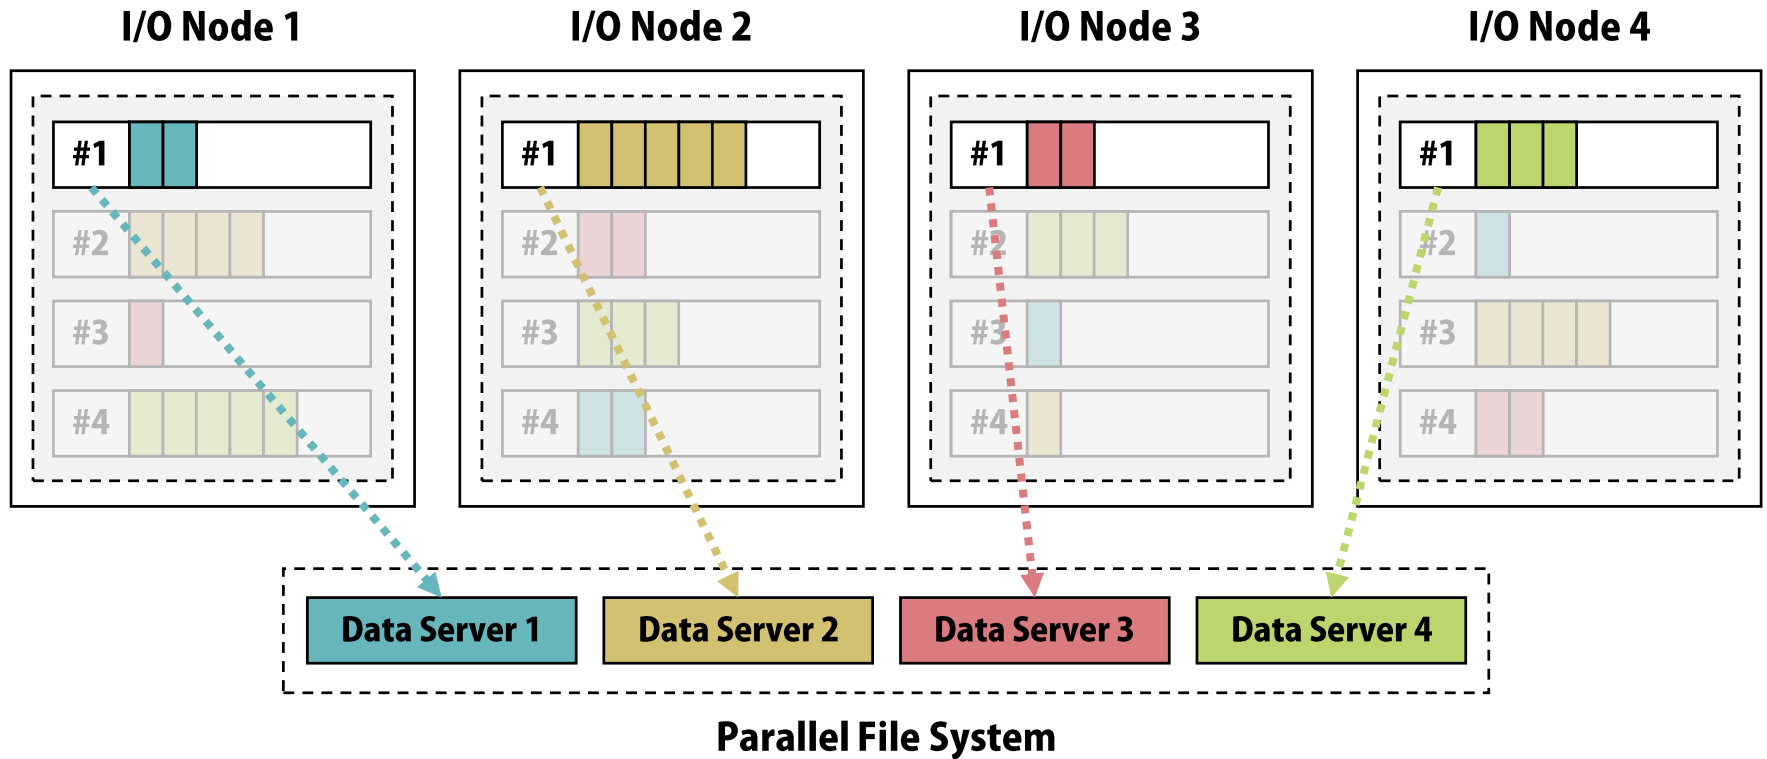 I/O Node 1 I/O Node 2 I/O Node 3 I/O Node 4
#1 #1 #1 #1
#2 #2 #2 #2
#3 #3 #3 #3
#4 #4 #4 #4
Data Server 1 Data Server 2 Data Server 3 Data Server 4
Parallel File System